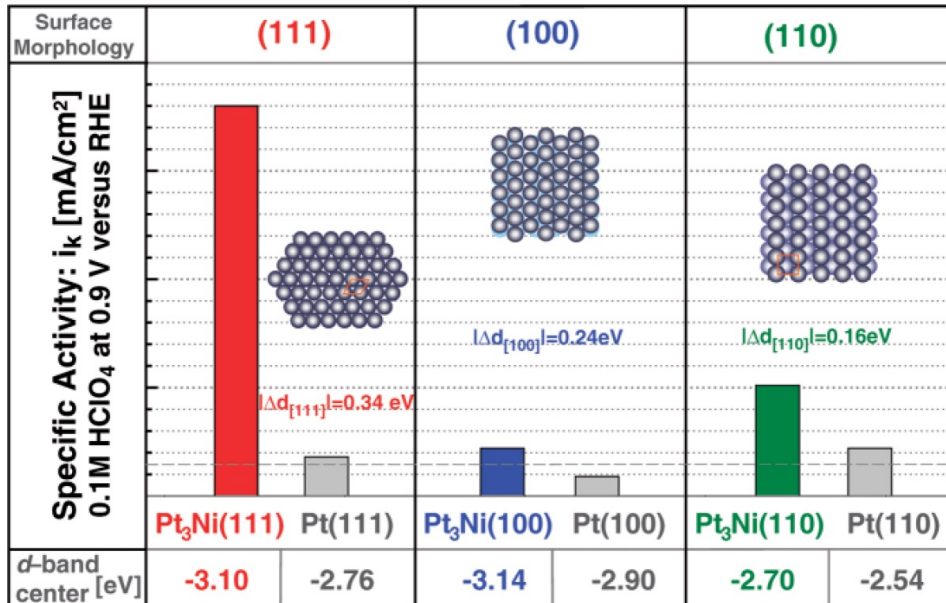 Surface
Morphology
(111)
(100)
(110)
Specific Activity: iₖ [mA/cm²]
0.1M HClO₄ at 0.9 V versus RHE
|Δd[111]|=0.34 eV
|Δd[100]|=0.24eV
|Δd[110]|=0.16eV
Pt₃Ni(111) Pt(111)
Pt₃Ni(100) Pt(100)
Pt₃Ni(110) Pt(110)
d–band
center [eV]
-3.10 -2.76
-3.14 -2.90
-2.70 -2.54